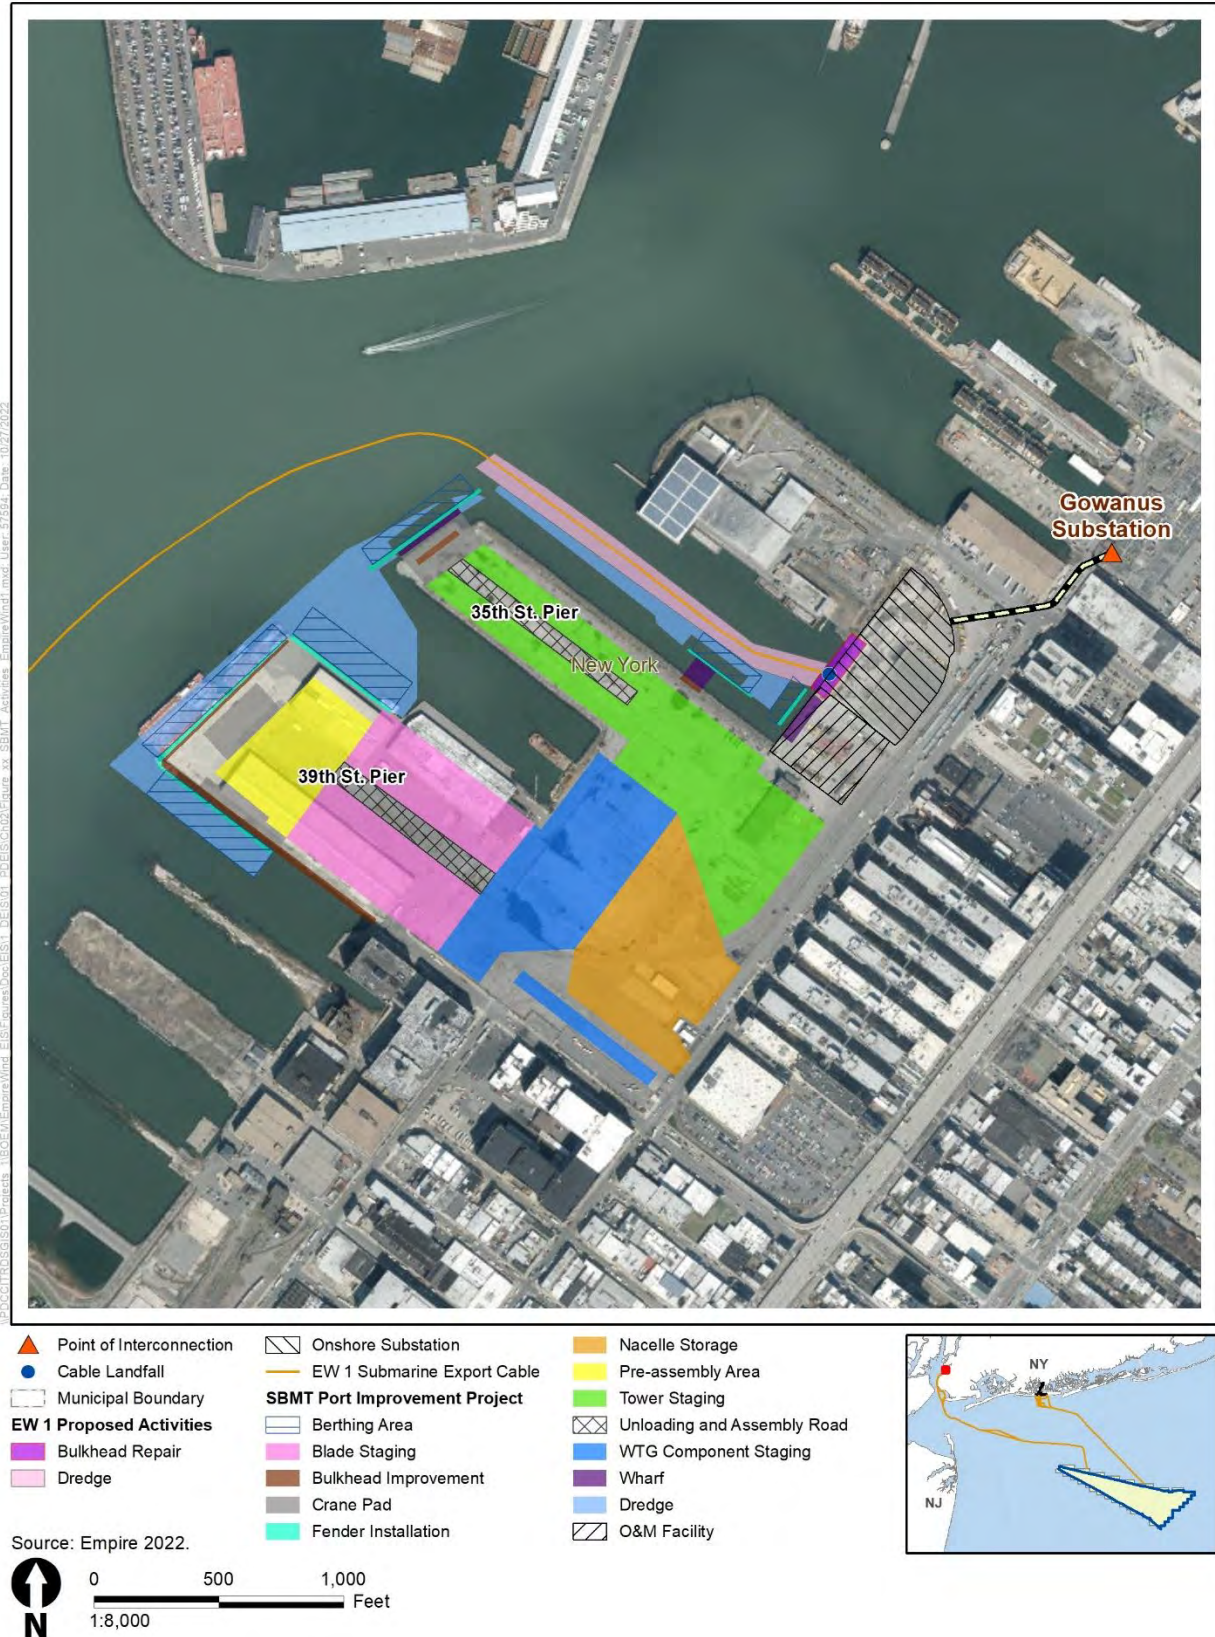 Gowanus
Substation
35th St. Pier
New York
39th St. Pier
Point of Interconnection
Cable Landfall
Municipal Boundary
EW 1 Proposed Activities
Bulkhead Repair
Dredge
Onshore Substation
EW 1 Submarine Export Cable
SBMT Port Improvement Project
Berthing Area
Blade Staging
Bulkhead Improvement
Crane Pad
Fender Installation
Nacelle Storage
Pre-assembly Area
Tower Staging
Unloading and Assembly Road
WTG Component Staging
Wharf
Dredge
O&M Facility
NY
NJ
Source: Empire 2022.
N
0 500 1,000
Feet
1:8,000